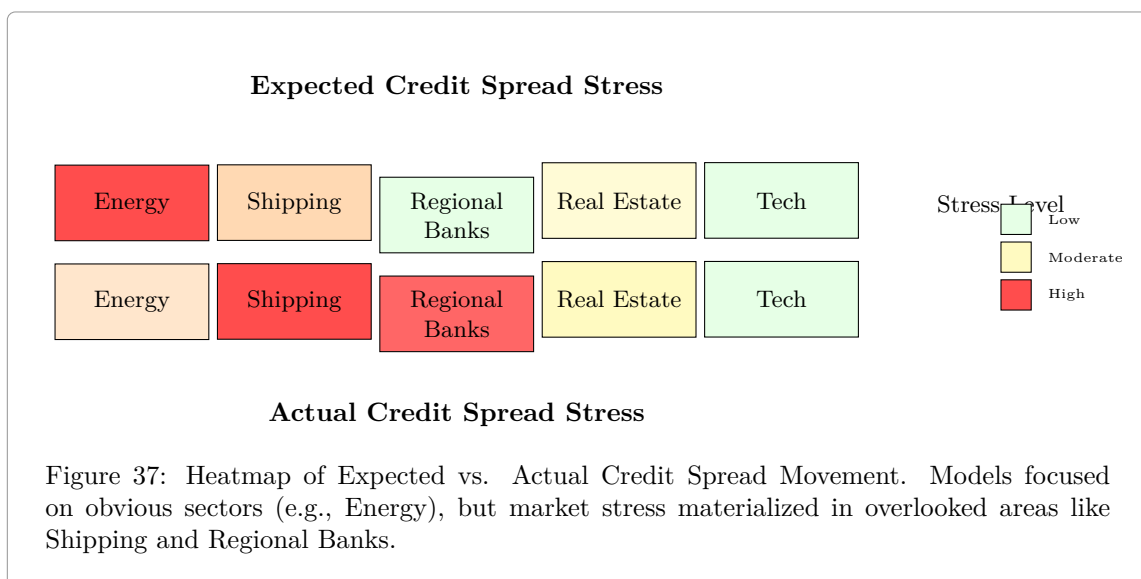 Expected Credit Spread Stress
Energy
Shipping
Regional
Banks
Real Estate
Tech
Stress Level
Low
Moderate
High
Energy
Shipping
Regional
Banks
Real Estate
Tech
Actual Credit Spread Stress
Figure 37: Heatmap of Expected vs. Actual Credit Spread Movement. Models focused
on obvious sectors (e.g., Energy), but market stress materialized in overlooked areas like
Shipping and Regional Banks.